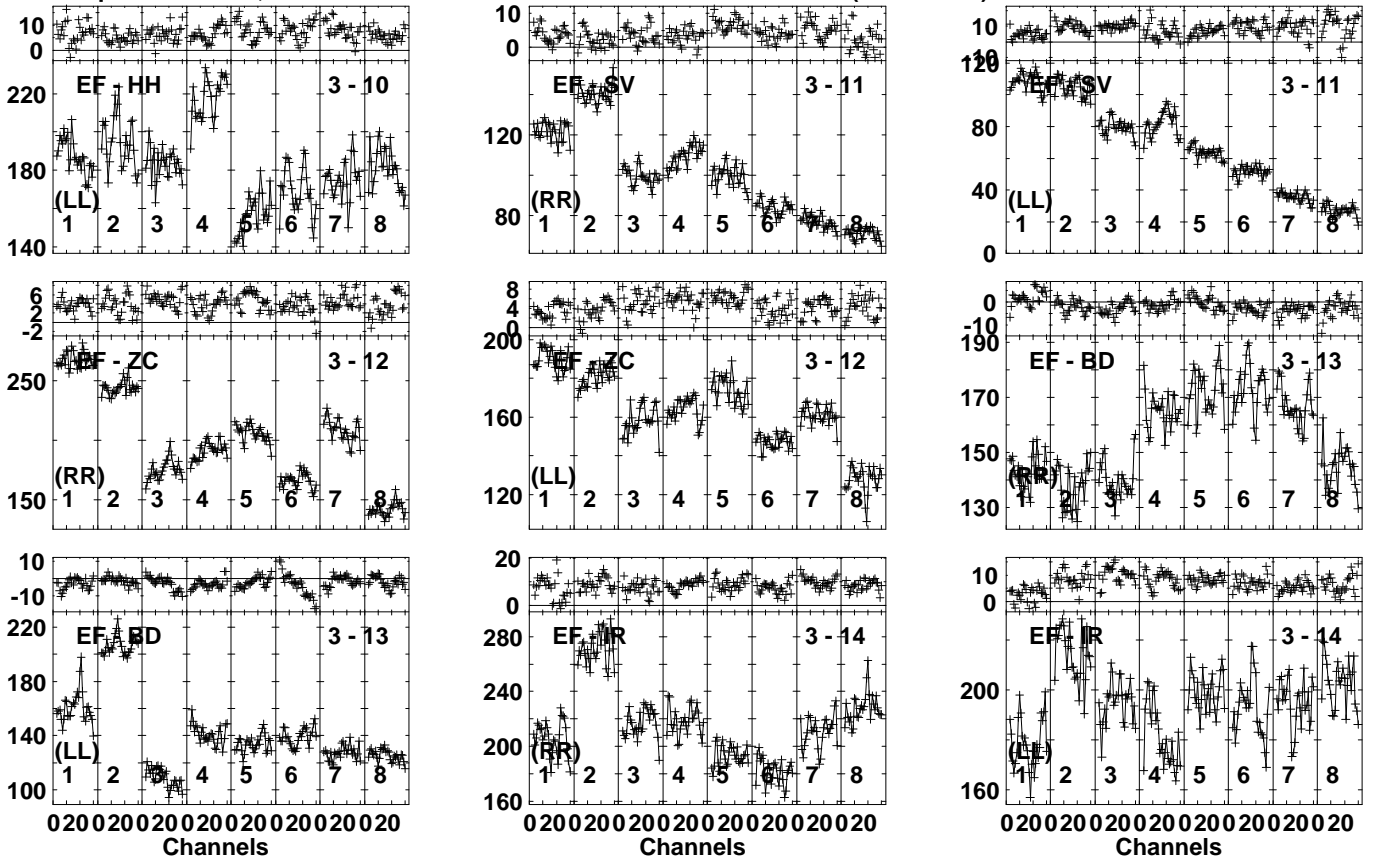 10
0
220
180
140
EF - HH 3 - 10
(LL)
1 2 3 4 5 6 7 8
10
0
120
80
EF - SV 3 - 11
(RR)
1 2 3 4 5 6 7 8
10
120
80
40
0
EF - SV 3 - 11
(LL)
1 2 3 4 5 6 7 8
6
2
-2
250
150
EF - ZC 3 - 12
(RR)
1 2 3 4 5 6 7 8
8
4
0
200
160
120
EF - ZC 3 - 12
(LL)
1 2 3 4 5 6 7 8
0
-10
190
170
150
130
EF - BD 3 - 13
(RR)
1 2 3 4 5 6 7 8
10
-10
220
180
140
100
EF - BD 3 - 13
(LL)
1 2 3 4 5 6 7 8
0 20 0 20 0 20 0 20 0 20 0 20 0 20 0 20
Channels
20
0
280
240
200
160
EF - IR 3 - 14
(RR)
1 2 3 4 5 6 7 8
0 20 0 20 0 20 0 20 0 20 0 20 0 20 0 20
Channels
10
0
200
160
EF - IR 3 - 14
(LL)
1 2 3 4 5 6 7 8
0 20 0 20 0 20 0 20 0 20 0 20 0 20 0 20
Channels